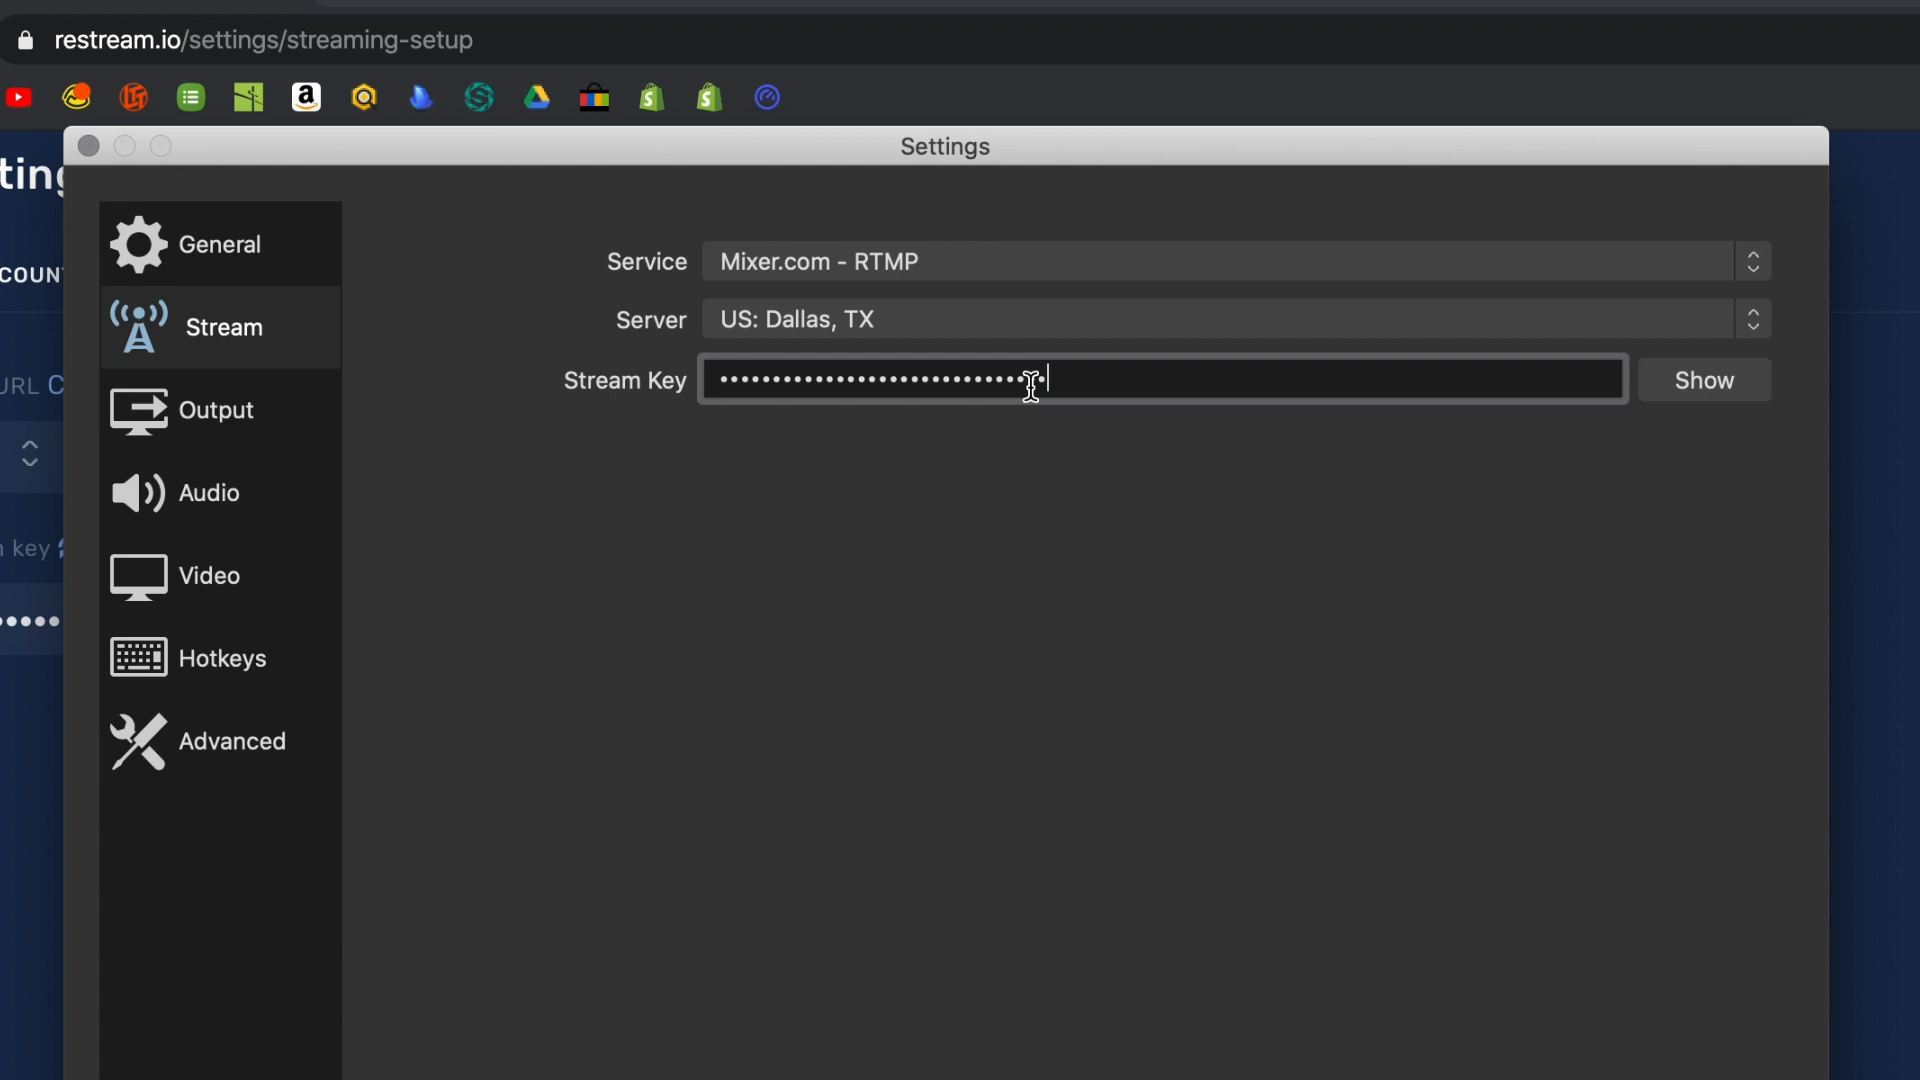 restream.io/settings/streaming-setup
a
Settings
ting
COUN
General
Service Mixer.com - RTMP
Stream
Server US: Dallas, TX
URL C
Stream Key •••••••••••••••••••••••••••••• Show
Output
Audio
key
Video
•••••
Hotkeys
Advanced